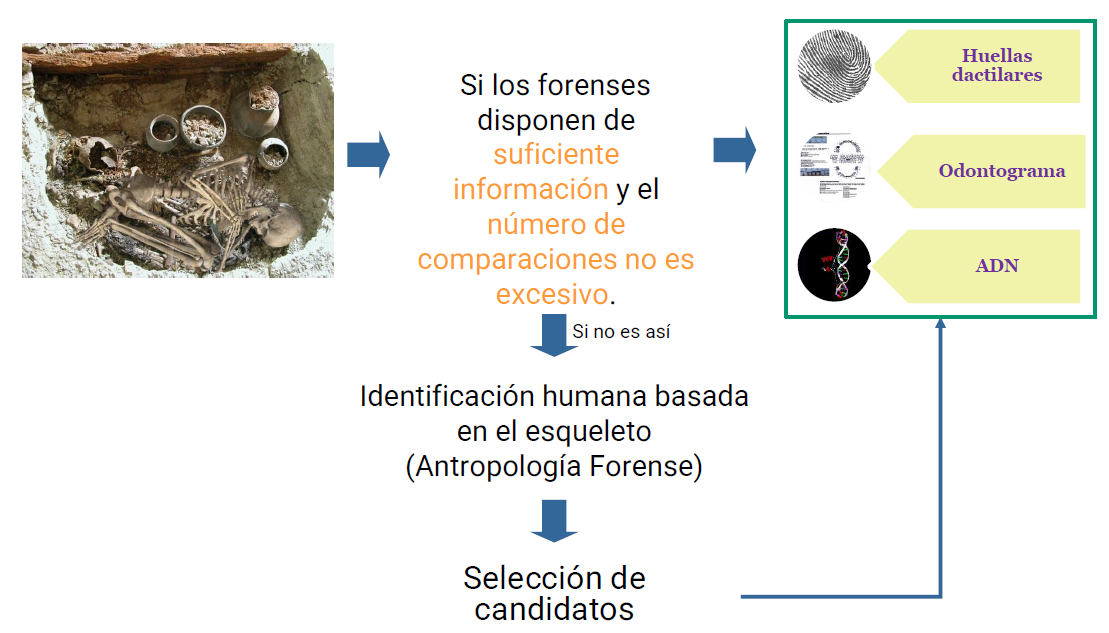 Si los forenses
disponen de
suficiente
información y el
número de
comparaciones no es
excesivo.
Huellas
dactilares
Odontograma
ADN
Si no es así
Identificación humana basada
en el esqueleto
(Antropología Forense)
Selección de
candidatos